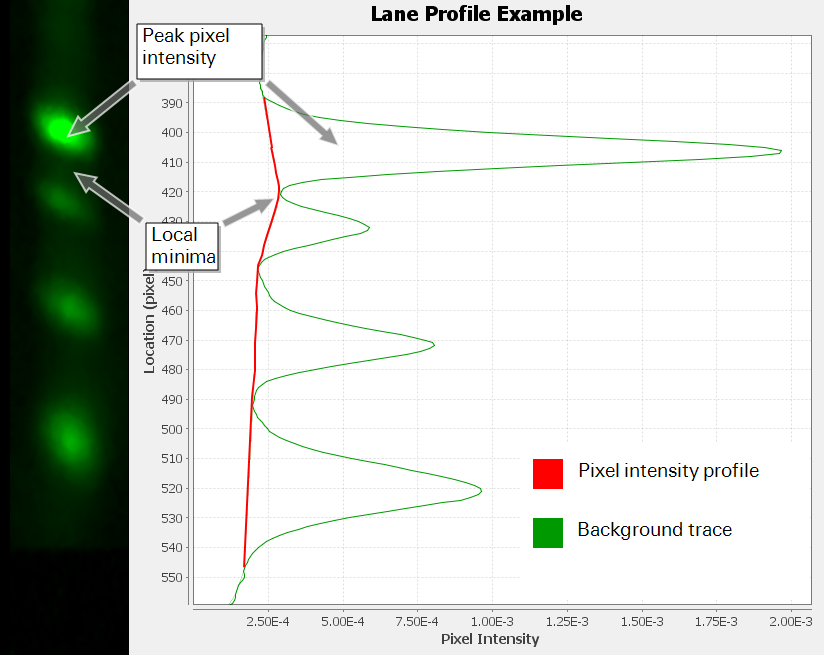 Lane Profile Example
Peak pixel
intensity
390
400
410
420
430
Local
minima
450
460
470
480
490
500
510
520
530
540
550
Location (pixel
Pixel intensity profile
Background trace
2.50E-4 5.00E-4 7.50E-4 1.00E-3 1.25E-3 1.50E-3 1.75E-3 2.00E-3
Pixel Intensity